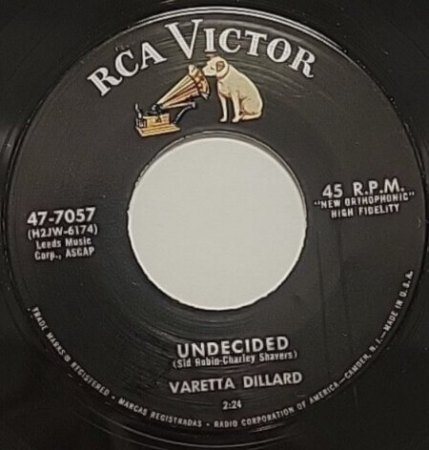 RCA VICTOR
47-7057
(H2JW-6174)
Leeds Music
Corp., ASCAP
45 R.P.M.
"NEW ORTHOPHONIC"
HIGH FIDELITY
UNDECIDED
(Sid Robin-Charley Shavers)
VARETTA DILLARD
2:24
TRADE MARKS ® REGISTERED • MARCAS REGISTRADAS • RADIO CORPORATION OF AMERICA—CAMDEN, N.J.—MADE IN U.S.A.